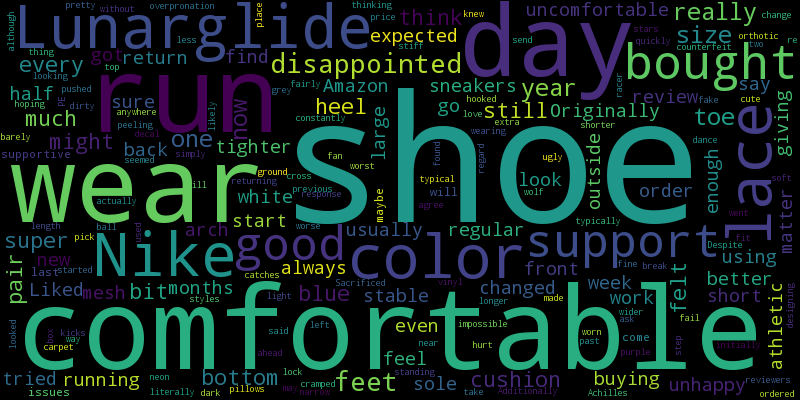 pretty without overpronation place thinking price think uncomfortable really knew change
Lunarglide day although less expected stiff orthotic re
thing every return got find disappointed sneakers size stars two quickly bought
looking top pushed run fairly Amazon year send counterfeit
hoping PE dirty grey half sure now heel go still Originally review say fake cute
much anywhere likely constantly large love hooked extra racer toe giving
barely decal peeling might one tighter wearing shorter lace
supportive seemed simply back fan worst shoe found regard outside dance
wear actually ill ground typical ugly look order enough soft matter
returning cross previous response maybe will wolf
length ball white start agree usually regular typically went fit
super used arch good color support Despite
pair new pick Nike always front felt fine break using designing
last started catches changed week better
Liked mesh bit months blue stable work short athletic
looked box kicks styles light Sacrificed vinyl longer made wider fail
way said left even impossible worn past ask come purple step initially
carpet comfortable near hurt
tried running issues neon bottom ahead lock feel cushion buying unhappy reviewers
literally dark pillows may cramped narrow feet standing sole take Additionally Achilles ordered